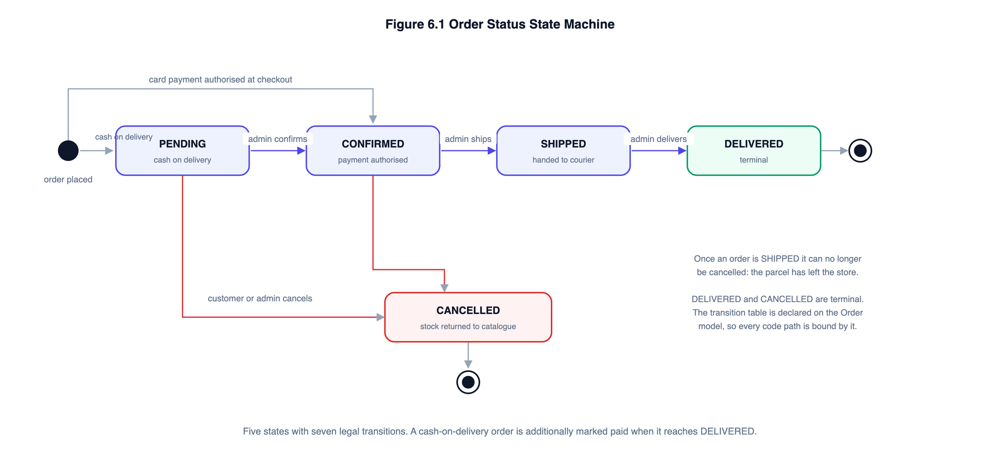 Figure 6.1 Order Status State Machine
card payment authorised at checkout
cash on delivery
PENDING
cash on delivery
admin confirms
CONFIRMED
payment authorised
admin ships
SHIPPED
handed to courier
admin delivers
DELIVERED
terminal
order placed
Once an order is SHIPPED it can no longer
be cancelled: the parcel has left the store.
DELIVERED and CANCELLED are terminal.
The transition table is declared on the Order
model, so every code path is bound by it.
customer or admin cancels
CANCELLED
stock returned to catalogue
Five states with seven legal transitions. A cash-on-delivery order is additionally marked paid when it reaches DELIVERED.